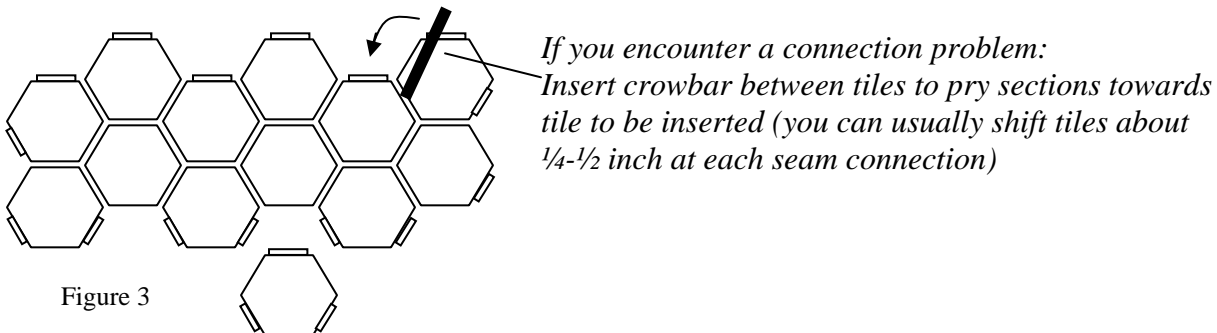 If you encounter a connection problem:
Insert crowbar between tiles to pry sections towards
tile to be inserted (you can usually shift tiles about
¼-½ inch at each seam connection)
Figure 3